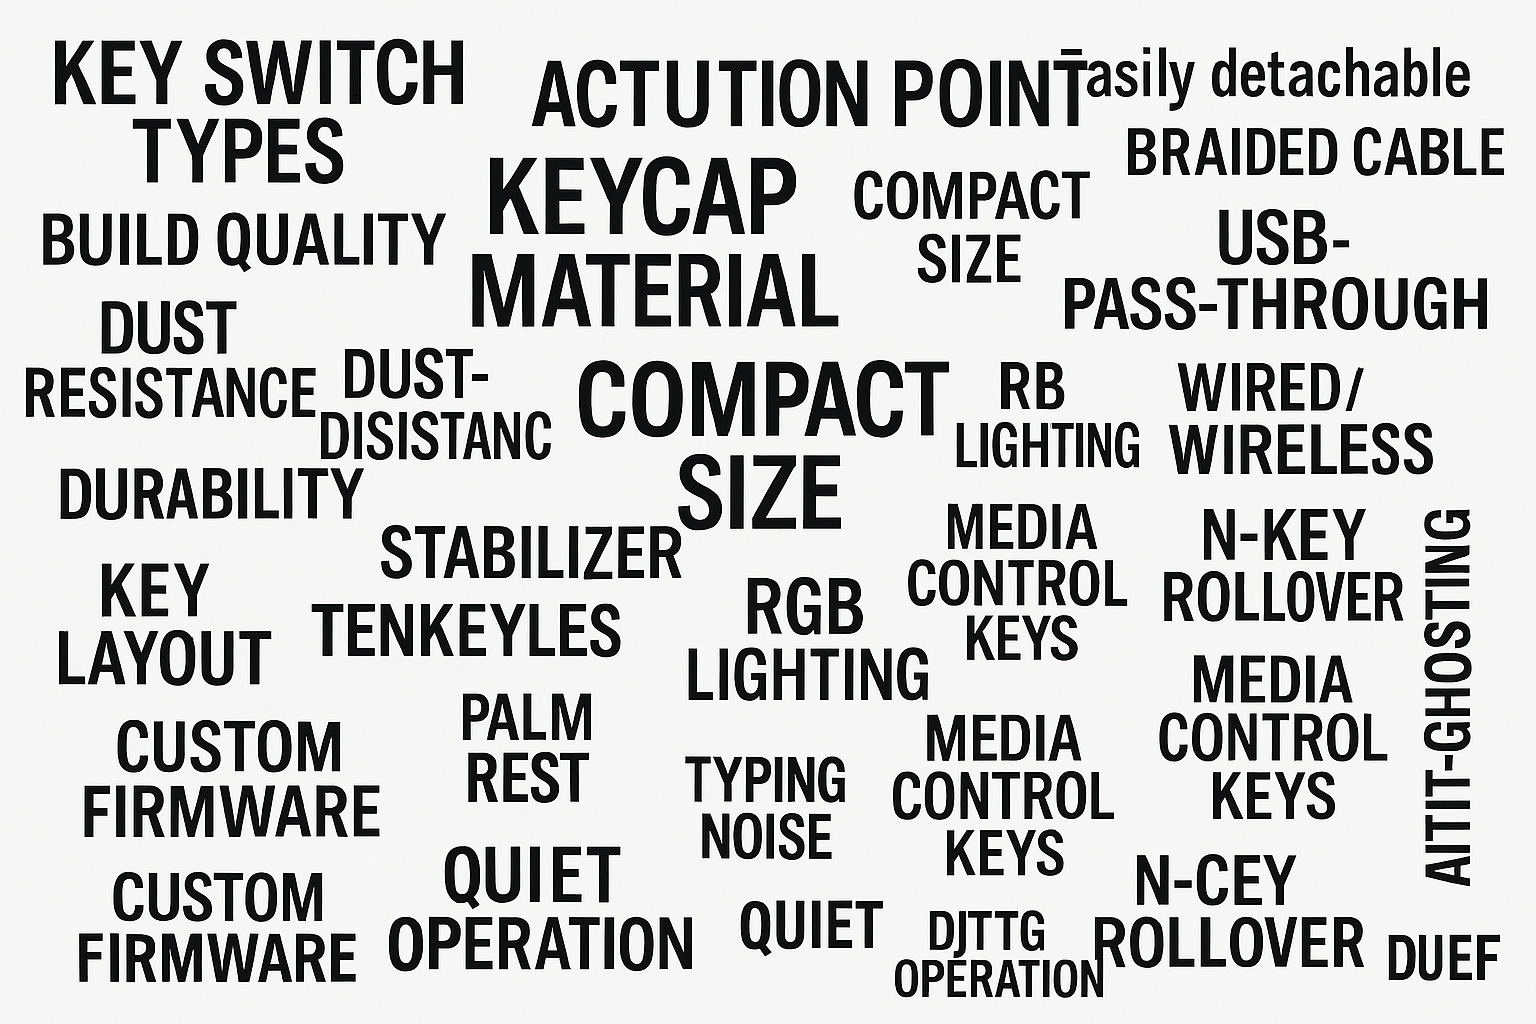 KEY SWITCH
TYPES
ACTUTION POINT
Easily detachable
BRAIDED CABLE
BUILD QUALITY
KEYCAP
MATERIAL
COMPACT
SIZE
USB-
PASS-THROUGH
DUST
RESISTANCE
DUST-
DISISTANC
COMPACT
SIZE
RB
LIGHTING
WIRED/
WIRELESS
DURABILITY
STABILIZER
MEDIA
CONTROL
KEYS
N-KEY
ROLLOVER
AITIT-GHOSTING
KEY
LAYOUT
TENKEYLES
RGB
LIGHTING
MEDIA
CONTROL
KEYS
CUSTOM
FIRMWARE
PALM
REST
TYPING
NOISE
MEDIA
CONTROL
KEYS
CUSTOM
FIRMWARE
QUIET
OPERATION
QUIET
DJTTG
OPERATION
N-CEY
ROLLOVER
DUEF